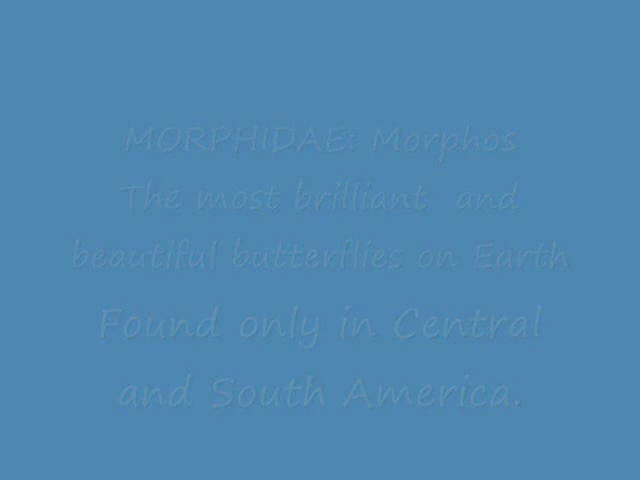 MORPHIDAE: Morphos
The most brilliant and
beautiful butterflies on Earth
Found only in Central
and South America.